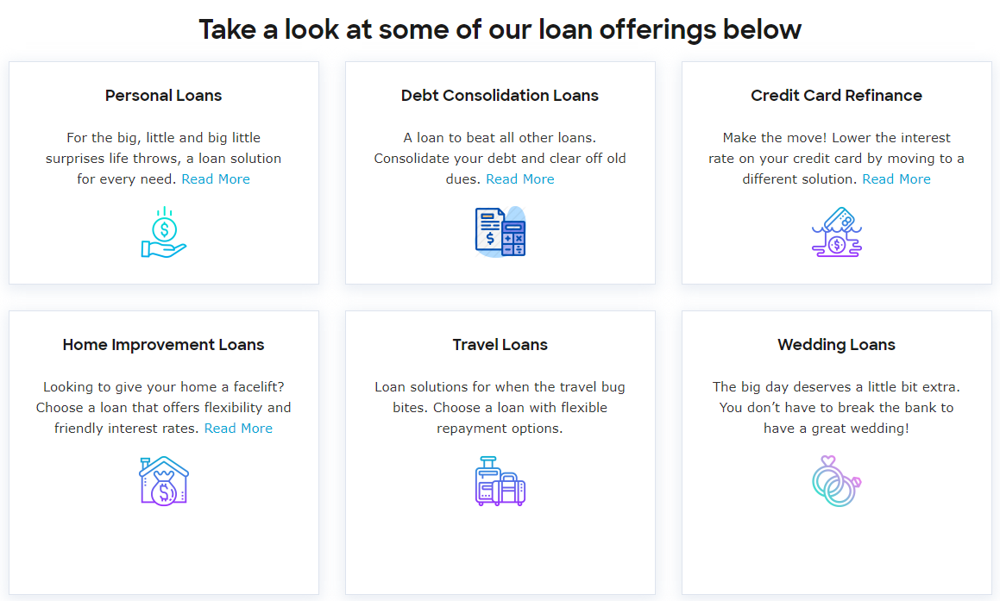 Take a look at some of our loan offerings below
Personal Loans
For the big, little and big little
surprises life throws, a loan solution
for every need. Read More
Debt Consolidation Loans
A loan to beat all other loans.
Consolidate your debt and clear off old
dues. Read More
Credit Card Refinance
Make the move! Lower the interest
rate on your credit card by moving to a
different solution. Read More
Home Improvement Loans
Looking to give your home a facelift?
Choose a loan that offers flexibility and
friendly interest rates. Read More
Travel Loans
Loan solutions for when the travel bug
bites. Choose a loan with flexible
repayment options.
Wedding Loans
The big day deserves a little bit extra.
You don’t have to break the bank to
have a great wedding!